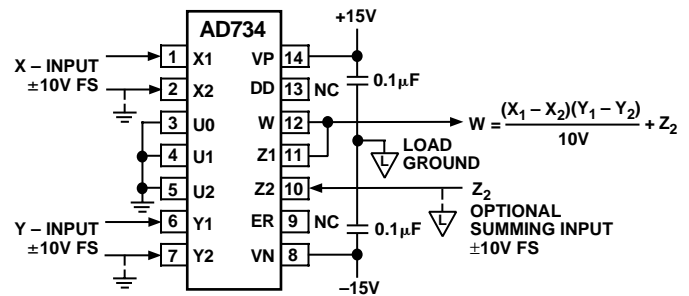 AD734
+15V
X – INPUT
±10V FS
1 X1
2 X2
3 U0
4 U1
5 U2
6 Y1
7 Y2
Y – INPUT
±10V FS
VP 14
DD 13 NC
W 12
Z1 11
Z2 10
ER 9 NC
VN 8
0.1µF
L LOAD
GROUND
W = (X1 – X2)(Y1 – Y2) / 10V + Z2
Z2
L OPTIONAL
SUMMING INPUT
±10V FS
0.1µF
–15V